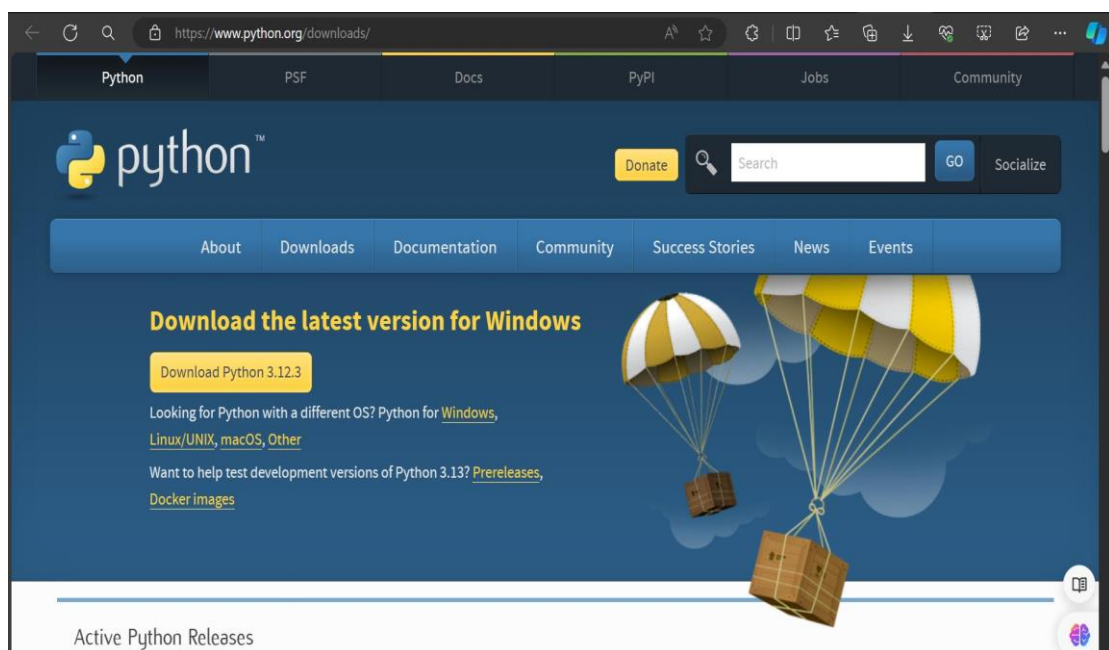 https://www.python.org/downloads/
Python PSF Docs PyPI Jobs Community
python™
Donate Search GO Socialize
About Downloads Documentation Community Success Stories News Events
Download the latest version for Windows
Download Python 3.12.3
Looking for Python with a different OS? Python for Windows,
Linux/UNIX, macOS, Other
Want to help test development versions of Python 3.13? Prereleases,
Docker images
Active Python Releases